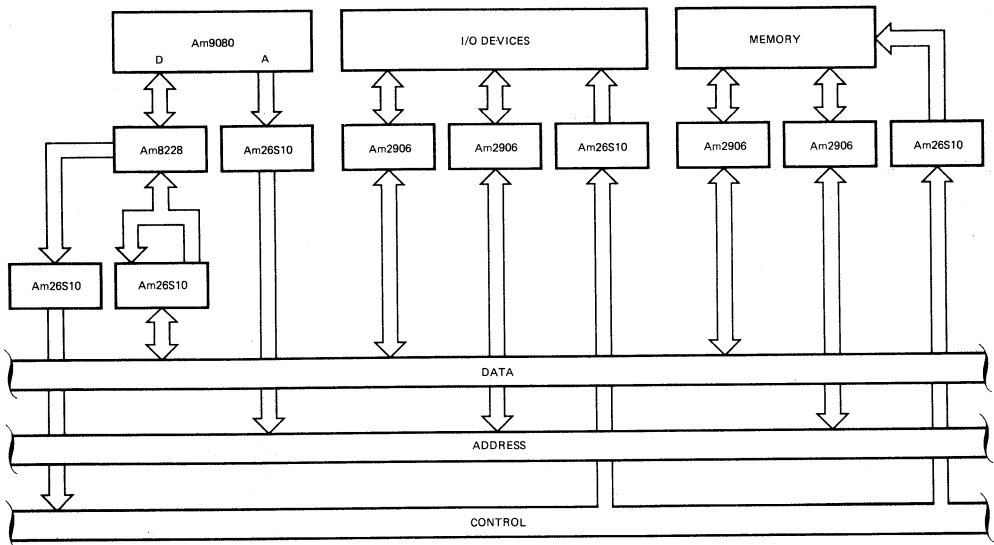 Am9080
D
A
I/O DEVICES
MEMORY
Am8228
Am26S10
Am2906
Am2906
Am26S10
Am2906
Am2906
Am26S10
Am26S10
Am26S10
DATA
ADDRESS
CONTROL